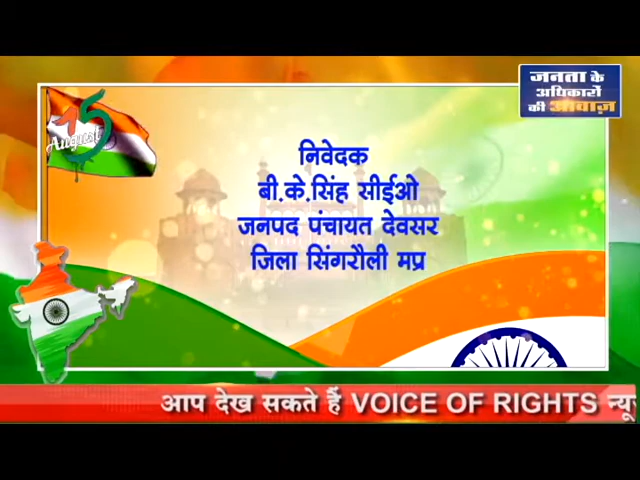 जनता के
अधिकारों
की आवाज़
15
August
निवेदक
बी.के.सिंह सीईओ
जनपद पंचायत देवसर
जिला सिंगरौली मप्र
आप देख सकते हैं VOICE OF RIGHTS